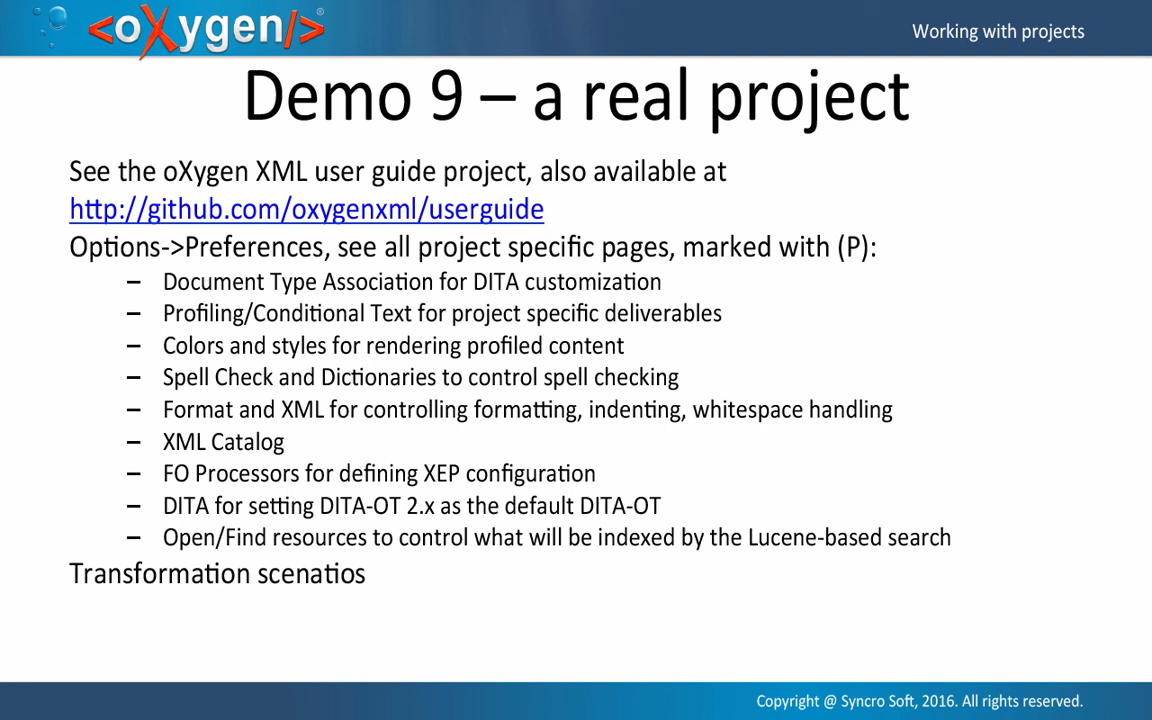 <oXygen/>®
Working with projects
Demo 9 – a real project
See the oXygen XML user guide project, also available at
http://github.com/oxygenxml/userguide
Options->Preferences, see all project specific pages, marked with (P):
– Document Type Association for DITA customization
– Profiling/Conditional Text for project specific deliverables
– Colors and styles for rendering profiled content
– Spell Check and Dictionaries to control spell checking
– Format and XML for controlling formatting, indenting, whitespace handling
– XML Catalog
– FO Processors for defining XEP configuration
– DITA for setting DITA-OT 2.x as the default DITA-OT
– Open/Find resources to control what will be indexed by the Lucene-based search
Transformation scenatios
Copyright @ Syncro Soft, 2016. All rights reserved.